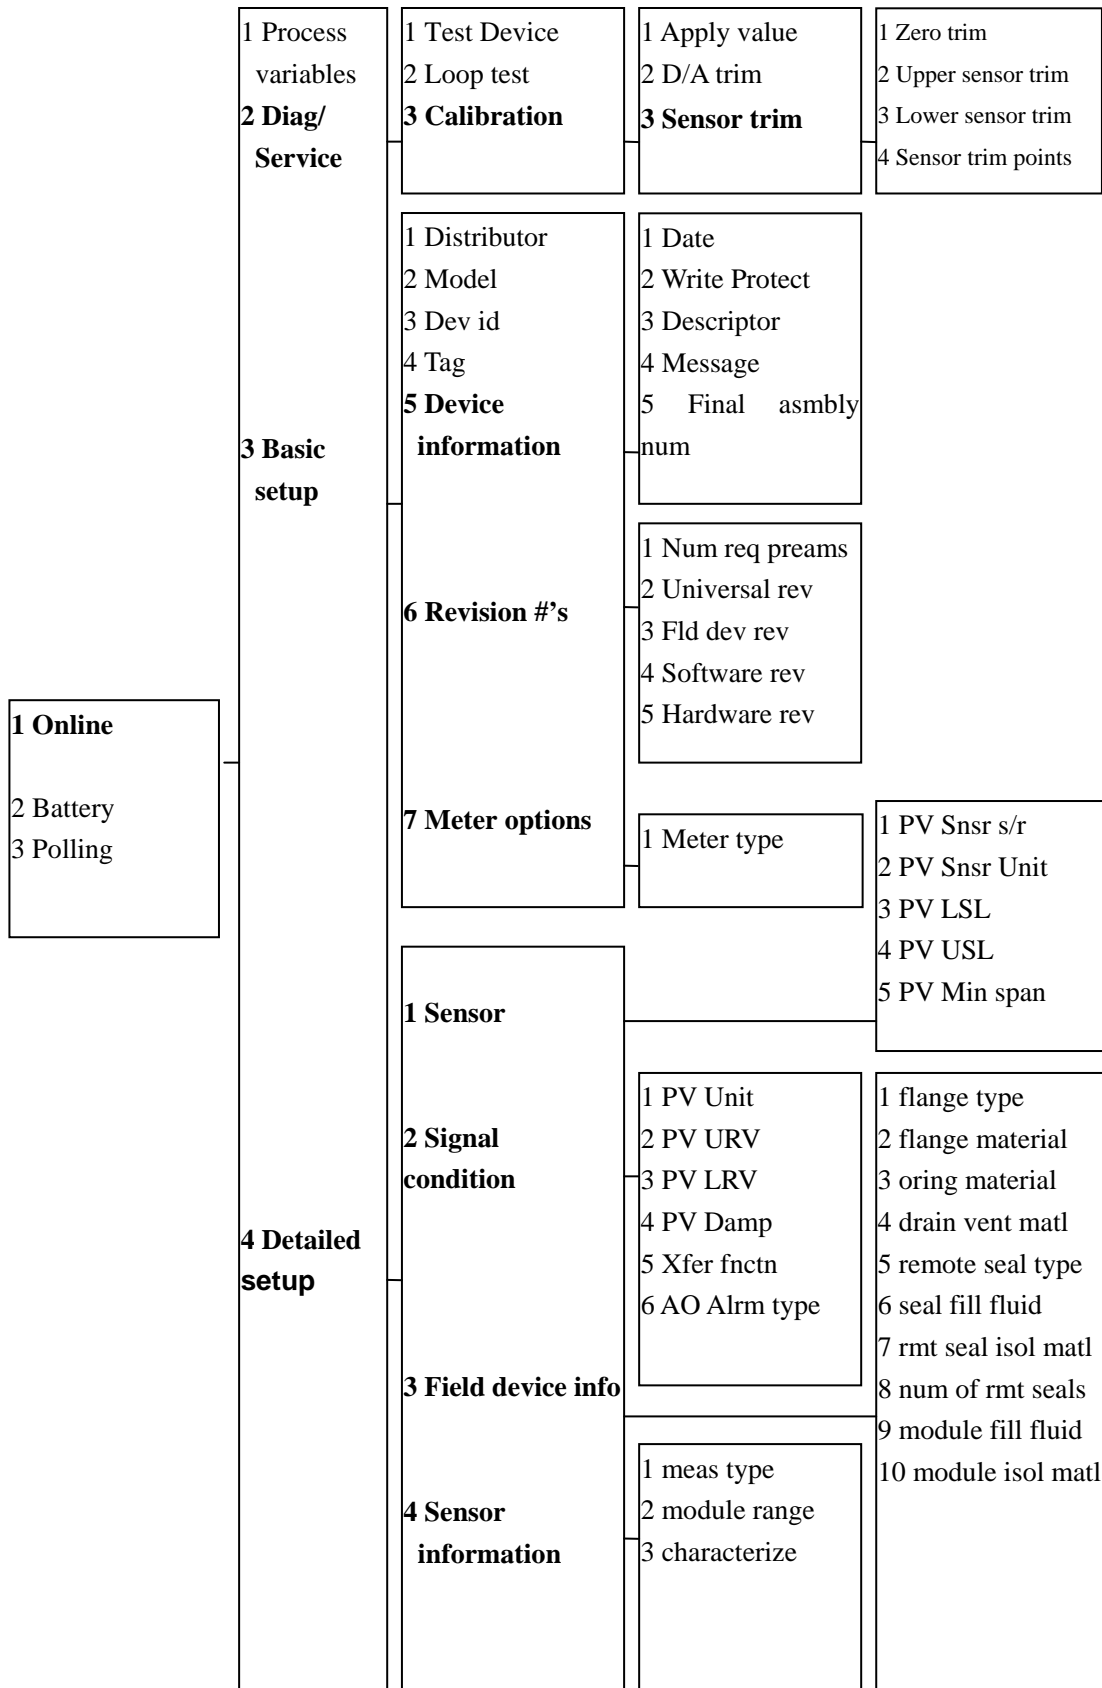 1 Online
2 Battery
3 Polling
1 Process
variables
2 Diag/
Service
3 Basic
setup
4 Detailed
setup
1 Test Device
2 Loop test
3 Calibration
1 Apply value
2 D/A trim
3 Sensor trim
1 Zero trim
2 Upper sensor trim
3 Lower sensor trim
4 Sensor trim points
1 Distributor
2 Model
3 Dev id
4 Tag
5 Device
information
6 Revision #’s
7 Meter options
1 Date
2 Write Protect
3 Descriptor
4 Message
5 Final asmbly
num
1 Num req preams
2 Universal rev
3 Fld dev rev
4 Software rev
5 Hardware rev
1 Meter type
1 Sensor
2 Signal
condition
3 Field device info
4 Sensor
information
1 PV Snsr s/r
2 PV Snsr Unit
3 PV LSL
4 PV USL
5 PV Min span
1 PV Unit
2 PV URV
3 PV LRV
4 PV Damp
5 Xfer fnctn
6 AO Alrm type
1 flange type
2 flange material
3 oring material
4 drain vent matl
5 remote seal type
6 seal fill fluid
7 rmt seal isol matl
8 num of rmt seals
9 module fill fluid
10 module isol matl
1 meas type
2 module range
3 characterize